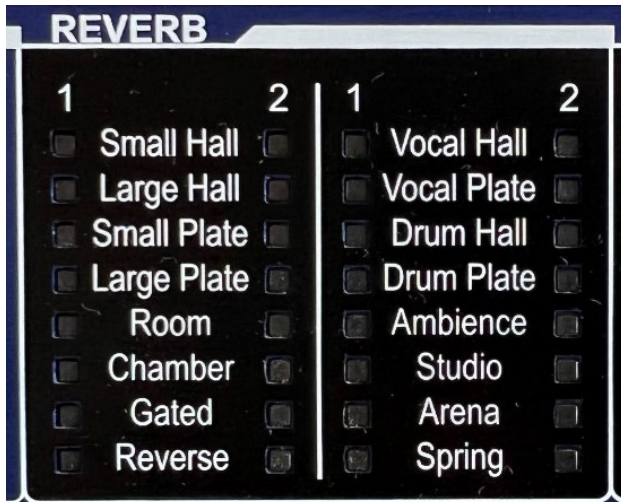 REVERB
1 2 1 2
Small Hall Vocal Hall
Large Hall Vocal Plate
Small Plate Drum Hall
Large Plate Drum Plate
Room Ambience
Chamber Studio
Gated Arena
Reverse Spring